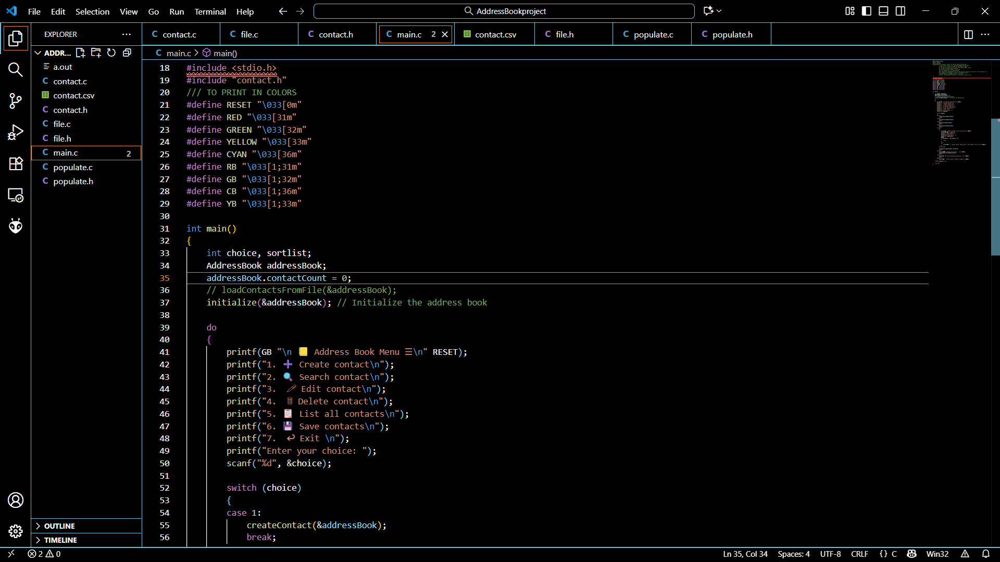 File Edit Selection View Go Run Terminal Help
AddressBookproject
EXPLORER
ADDR...
a.out
contact.c
contact.csv
contact.h
file.c
file.h
main.c 2
populate.c
populate.h
OUTLINE
TIMELINE
C contact.c C file.c C contact.h C main.c 2 contact.csv C file.h C populate.c C populate.h
C main.c > main()
18 #include <stdio.h>
19 #include "contact.h"
20 /// TO PRINT IN COLORS
21 #define RESET "\033[0m"
22 #define RED "\033[31m"
23 #define GREEN "\033[32m"
24 #define YELLOW "\033[33m"
25 #define CYAN "\033[36m"
26 #define RB "\033[1;31m"
27 #define GB "\033[1;32m"
28 #define CB "\033[1;36m"
29 #define YB "\033[1;33m"
30
31 int main()
32 {
33 int choice, sortlist;
34 AddressBook addressBook;
35 addressBook.contactCount = 0;
36 // loadContactsFromFile(&addressBook);
37 initialize(&addressBook); // Initialize the address book
38
39 do
40 {
41 printf(GB "\n 📒 Address Book Menu ☰\n" RESET);
42 printf("1. ➕ Create contact\n");
43 printf("2. 🔍 Search contact\n");
44 printf("3. 🖊 Edit contact\n");
45 printf("4. 🗑 Delete contact\n");
46 printf("5. 📋 List all contacts\n");
47 printf("6. 💾 Save contacts\n");
48 printf("7. ↩ Exit \n");
49 printf("Enter your choice: ");
50 scanf("%d", &choice);
51
52 switch (choice)
53 {
54 case 1:
55 createContact(&addressBook);
56 break;
2 0 Ln 35, Col 34 Spaces: 4 UTF-8 CRLF {} C Win32